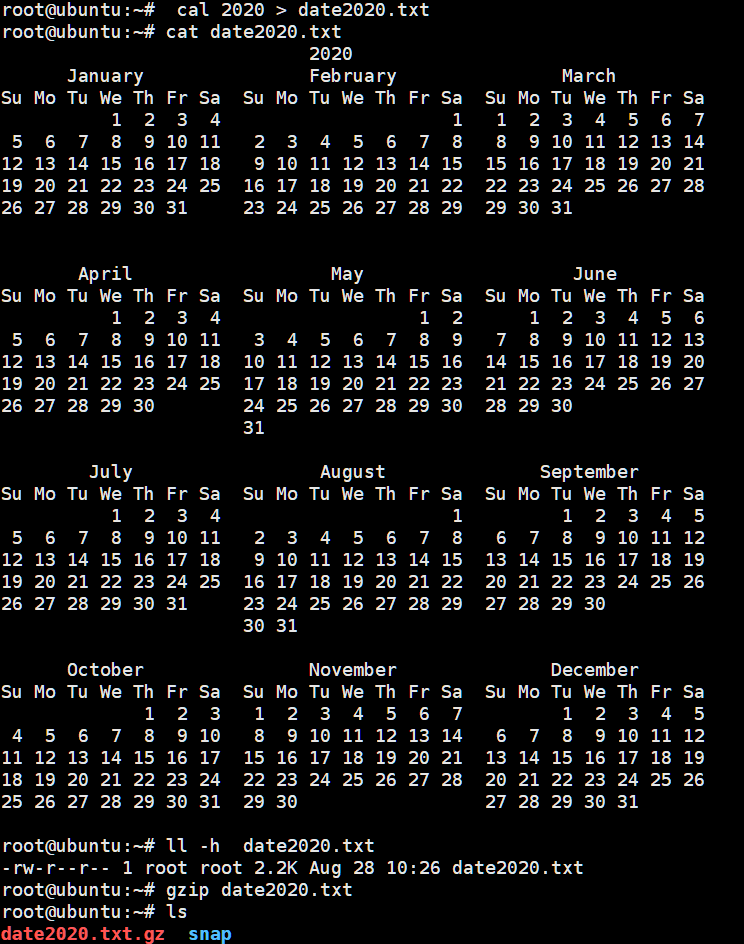 root@ubuntu:~#  cal 2020 > date2020.txt
root@ubuntu:~# cat date2020.txt
                            2020
      January               February               March
Su Mo Tu We Th Fr Sa  Su Mo Tu We Th Fr Sa  Su Mo Tu We Th Fr Sa
          1  2  3  4                     1   1  2  3  4  5  6  7
 5  6  7  8  9 10 11   2  3  4  5  6  7  8   8  9 10 11 12 13 14
12 13 14 15 16 17 18   9 10 11 12 13 14 15  15 16 17 18 19 20 21
19 20 21 22 23 24 25  16 17 18 19 20 21 22  22 23 24 25 26 27 28
26 27 28 29 30 31     23 24 25 26 27 28 29  29 30 31
       April                  May                   June
Su Mo Tu We Th Fr Sa  Su Mo Tu We Th Fr Sa  Su Mo Tu We Th Fr Sa
          1  2  3  4                  1  2      1  2  3  4  5  6
 5  6  7  8  9 10 11   3  4  5  6  7  8  9   7  8  9 10 11 12 13
12 13 14 15 16 17 18  10 11 12 13 14 15 16  14 15 16 17 18 19 20
19 20 21 22 23 24 25  17 18 19 20 21 22 23  21 22 23 24 25 26 27
26 27 28 29 30        24 25 26 27 28 29 30  28 29 30
                      31
        July                 August              September
Su Mo Tu We Th Fr Sa  Su Mo Tu We Th Fr Sa  Su Mo Tu We Th Fr Sa
          1  2  3  4                     1         1  2  3  4  5
 5  6  7  8  9 10 11   2  3  4  5  6  7  8   6  7  8  9 10 11 12
12 13 14 15 16 17 18   9 10 11 12 13 14 15  13 14 15 16 17 18 19
19 20 21 22 23 24 25  16 17 18 19 20 21 22  20 21 22 23 24 25 26
26 27 28 29 30 31     23 24 25 26 27 28 29  27 28 29 30
                      30 31
      October               November              December
Su Mo Tu We Th Fr Sa  Su Mo Tu We Th Fr Sa  Su Mo Tu We Th Fr Sa
             1  2  3   1  2  3  4  5  6  7         1  2  3  4  5
 4  5  6  7  8  9 10   8  9 10 11 12 13 14   6  7  8  9 10 11 12
11 12 13 14 15 16 17  15 16 17 18 19 20 21  13 14 15 16 17 18 19
18 19 20 21 22 23 24  22 23 24 25 26 27 28  20 21 22 23 24 25 26
25 26 27 28 29 30 31  29 30                 27 28 29 30 31
root@ubuntu:~# ll -h  date2020.txt
-rw-r--r-- 1 root root 2.2K Aug 28 10:26 date2020.txt
root@ubuntu:~# gzip date2020.txt
root@ubuntu:~# ls
date2020.txt.gz  snap